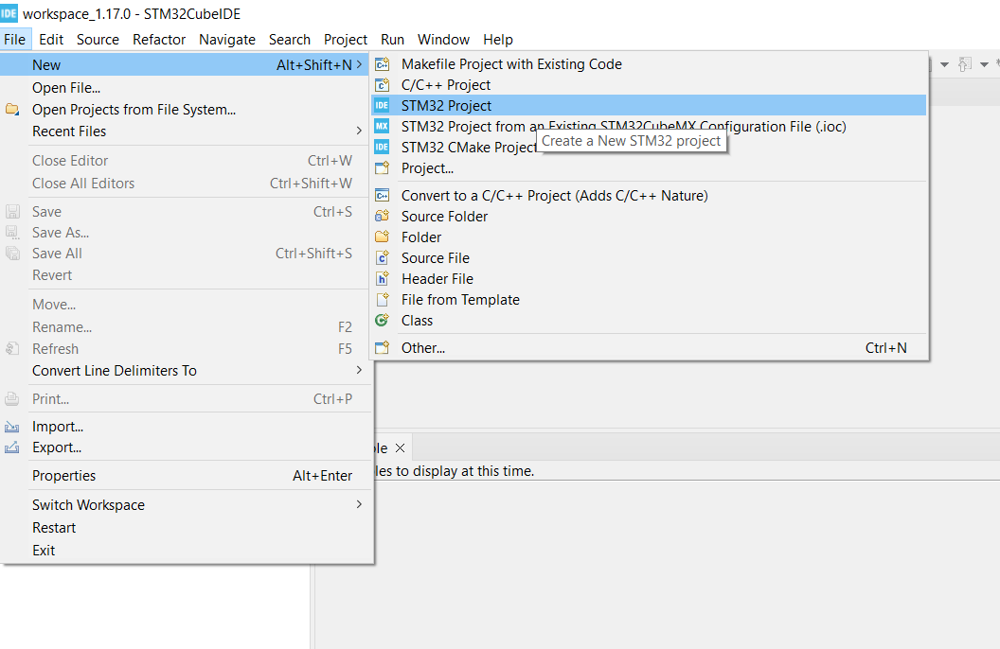 IDE workspace_1.17.0 - STM32CubeIDE
File Edit Source Refactor Navigate Search Project Run Window Help
New Alt+Shift+N
Open File...
Open Projects from File System...
Recent Files
Close Editor Ctrl+W
Close All Editors Ctrl+Shift+W
Save Ctrl+S
Save As...
Save All Ctrl+Shift+S
Revert
Move...
Rename... F2
Refresh F5
Convert Line Delimiters To
Print... Ctrl+P
Import...
Export...
Properties Alt+Enter
Switch Workspace
Restart
Exit
Makefile Project with Existing Code
C/C++ Project
IDE STM32 Project
MX STM32 Project from an Existing STM32CubeMX Configuration File (.ioc)
IDE STM32 CMake Project
Create a New STM32 project
Project...
Convert to a C/C++ Project (Adds C/C++ Nature)
Source Folder
Folder
Source File
Header File
File from Template
Class
Other... Ctrl+N
to display at this time.